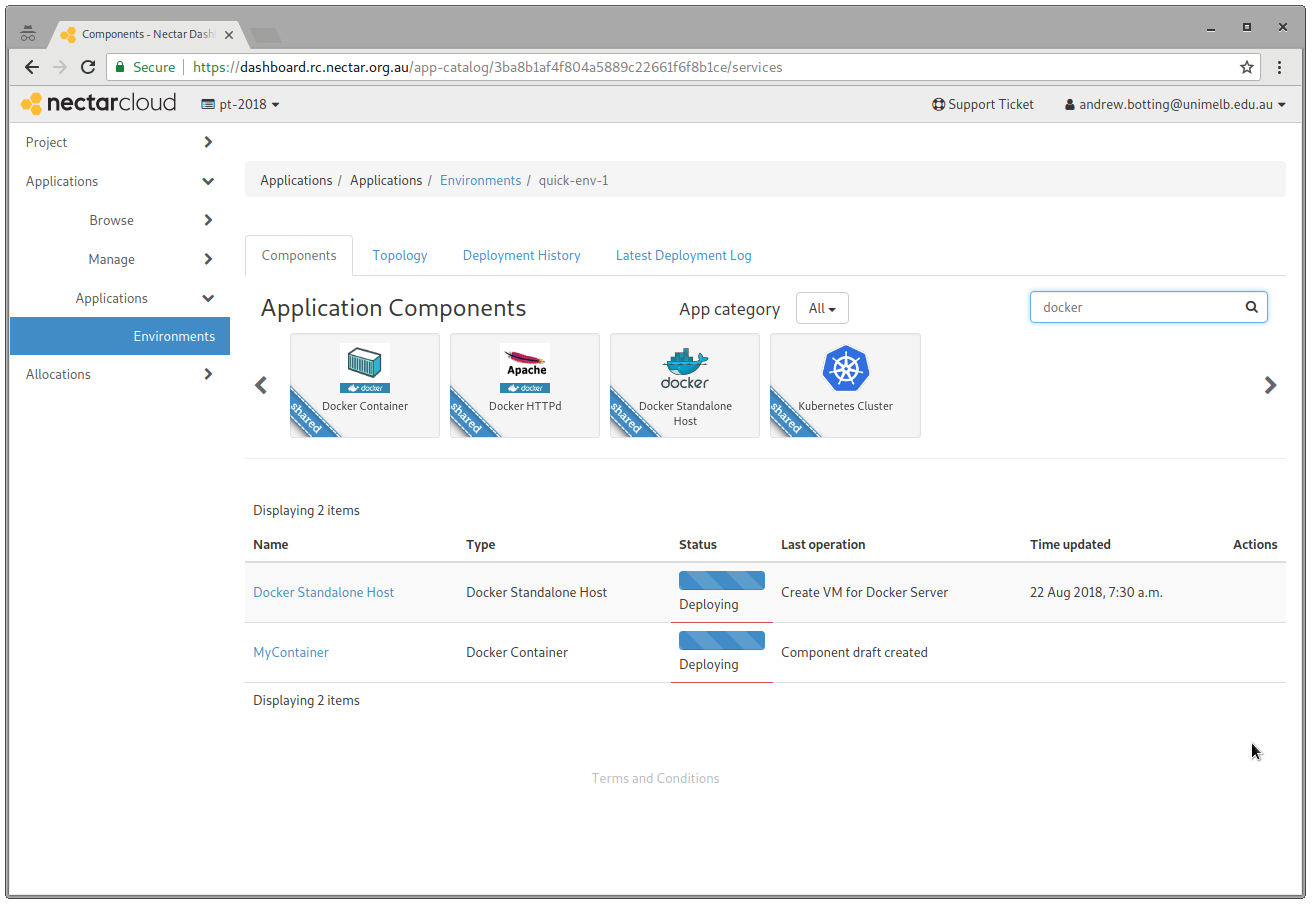 Components - Nectar Dash
Secure https://dashboard.rc.nectar.org.au/app-catalog/3ba8b1af4f804a5889c22661f6f8b1ce/services
nectarcloud pt-2018 Support Ticket andrew.botting@unimelb.edu.au
Project
Applications
Browse
Manage
Applications
Environments
Allocations
Applications / Applications / Environments / quick-env-1
Components Topology Deployment History Latest Deployment Log
Application Components App category All docker
docker
Docker Container
shared
Apache
docker
Docker HTTPd
shared
docker
Docker Standalone
Host
shared
Kubernetes Cluster
shared
Displaying 2 items
Name Type Status Last operation Time updated Actions
Docker Standalone Host Docker Standalone Host Deploying Create VM for Docker Server 22 Aug 2018, 7:30 a.m.
MyContainer Docker Container Deploying Component draft created
Displaying 2 items
Terms and Conditions